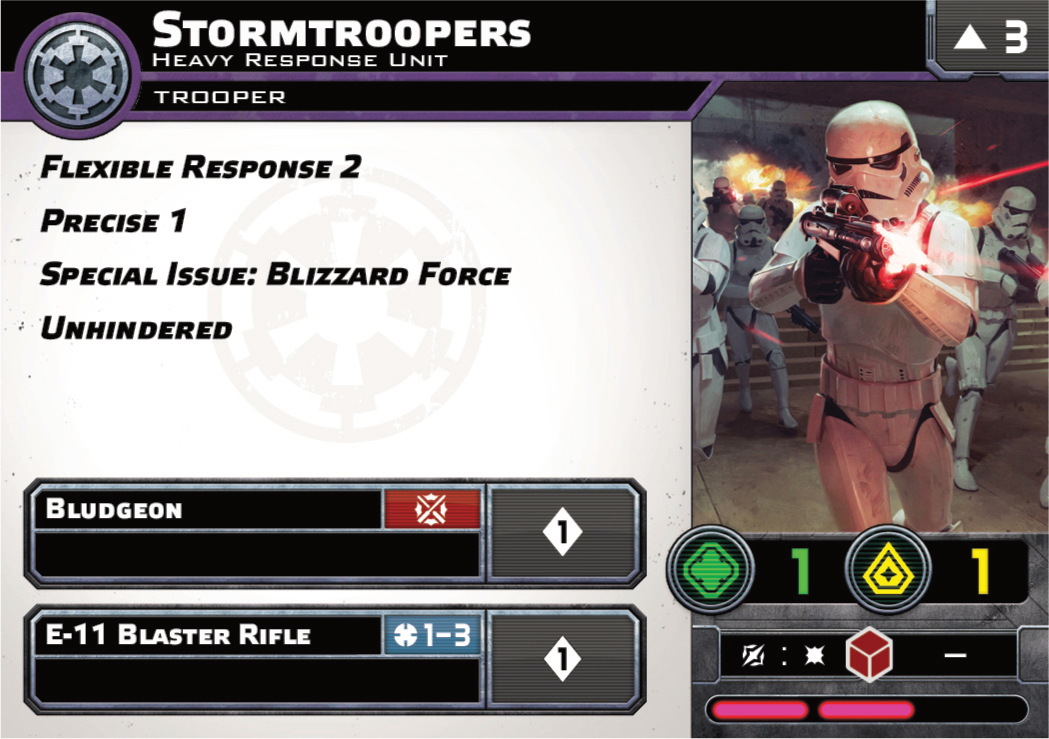 Stormtroopers
Heavy Response Unit
3
Trooper
Flexible Response 2
Precise 1
Special Issue: Blizzard Force
Unhindered
Bludgeon
1
E-11 Blaster Rifle 1–3
1
1 1
: –